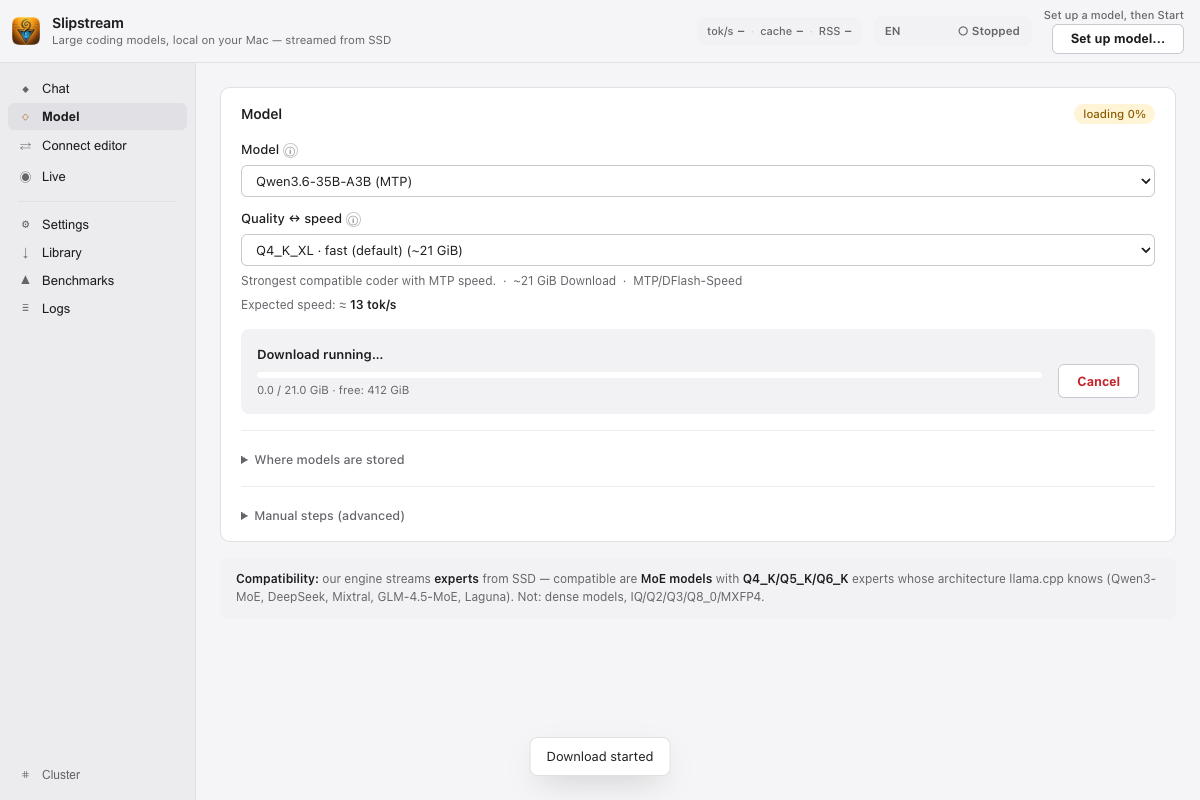 Slipstream
Large coding models, local on your Mac — streamed from SSD
tok/s – · cache – · RSS –
EN
Stopped
Set up a model, then Start
Set up model...
Chat
Model
Connect editor
Live
Settings
Library
Benchmarks
Logs
Cluster
Model
loading 0%
Model
Qwen3.6-35B-A3B (MTP)
Quality ↔ speed
Q4_K_XL · fast (default) (~21 GiB)
Strongest compatible coder with MTP speed. · ~21 GiB Download · MTP/DFlash-Speed
Expected speed: ≈ 13 tok/s
Download running...
0.0 / 21.0 GiB · free: 412 GiB
Cancel
Where models are stored
Manual steps (advanced)
Compatibility: our engine streams experts from SSD — compatible are MoE models with Q4_K/Q5_K/Q6_K experts whose architecture llama.cpp knows (Qwen3-
MoE, DeepSeek, Mixtral, GLM-4.5-MoE, Laguna). Not: dense models, IQ/Q2/Q3/Q8_0/MXFP4.
Download started